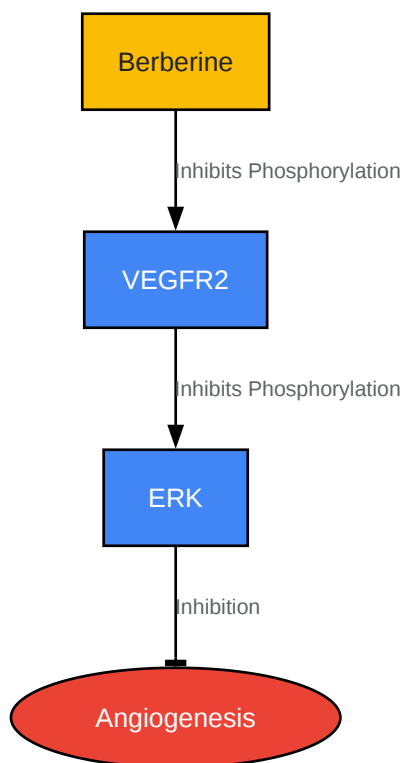 Berberine
Inhibits Phosphorylation
VEGFR2
Inhibits Phosphorylation
ERK
Inhibition
Angiogenesis